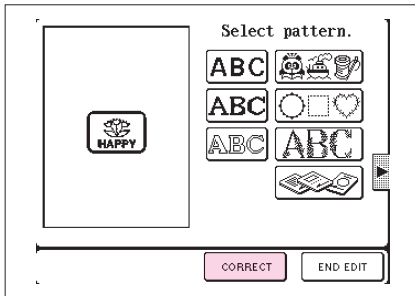 Select pattern.
ABC
ABC
HAPPY
ABC
ABC
CORRECT
END EDIT